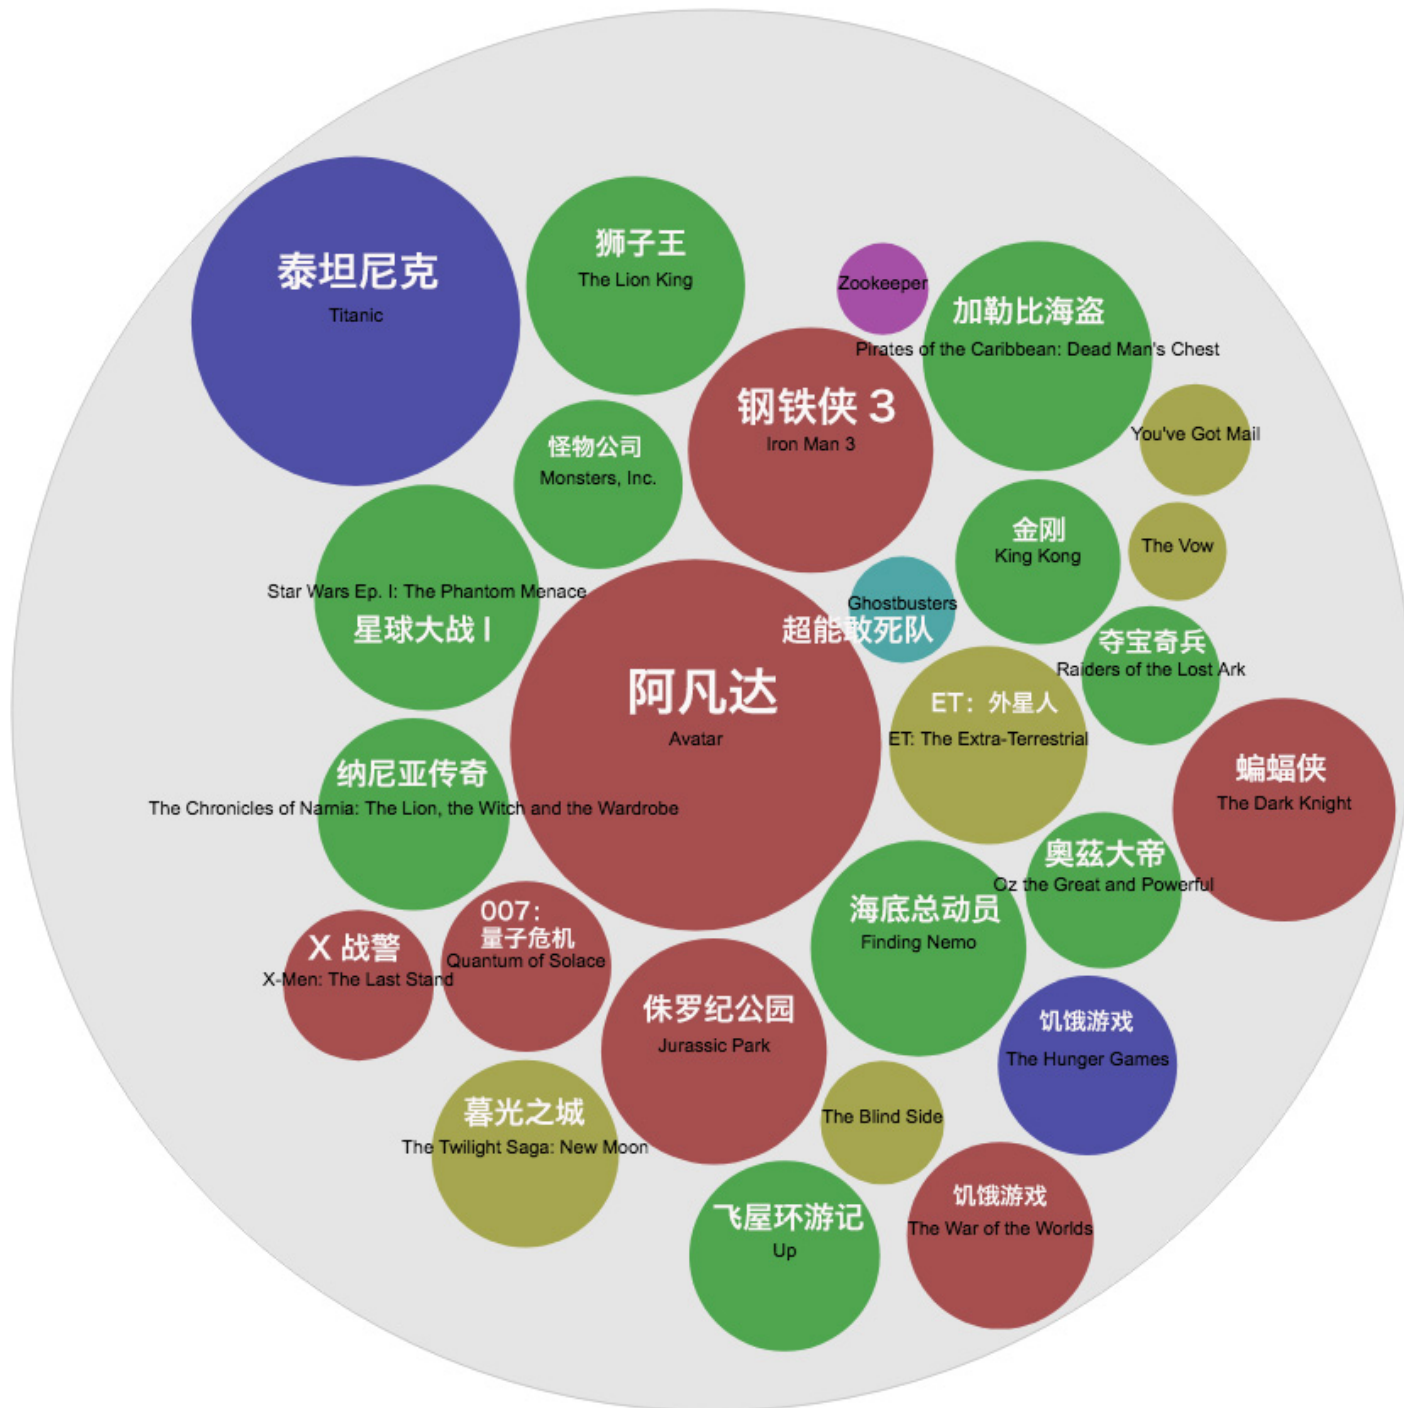 泰坦尼克
Titanic
狮子王
The Lion King
Zookeeper
加勒比海盗
Pirates of the Caribbean: Dead Man's Chest
钢铁侠 3
Iron Man 3
You've Got Mail
怪物公司
Monsters, Inc.
金刚
King Kong
The Vow
Star Wars Ep. I: The Phantom Menace
星球大战 I
Ghostbusters
超能敢死队
夺宝奇兵
Raiders of the Lost Ark
阿凡达
Avatar
ET：外星人
ET: The Extra-Terrestrial
蝙蝠侠
The Dark Knight
纳尼亚传奇
The Chronicles of Narnia: The Lion, the Witch and the Wardrobe
奥兹大帝
Oz the Great and Powerful
海底总动员
Finding Nemo
007：
量子危机
Quantum of Solace
X 战警
X-Men: The Last Stand
侏罗纪公园
Jurassic Park
饥饿游戏
The Hunger Games
暮光之城
The Twilight Saga: New Moon
The Blind Side
飞屋环游记
Up
饥饿游戏
The War of the Worlds